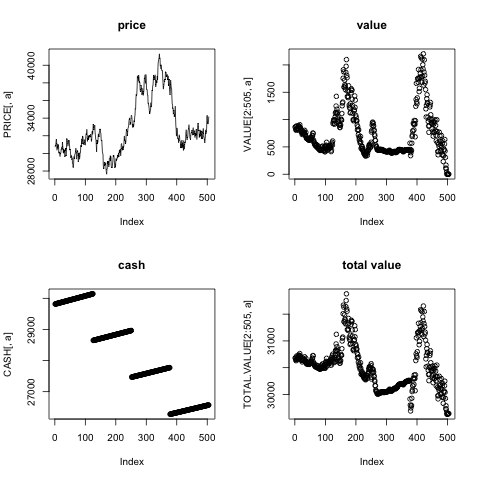 price
value
PRICE[, a]
28000 34000 40000
0 100 200 300 400 500
Index
VALUE[2:505, a]
0 500 1500
0 100 200 300 400 500
Index
cash
total value
CASH[, a]
27000 29000
0 100 200 300 400 500
Index
TOTAL.VALUE[2:505, a]
30000 31000
0 100 200 300 400 500
Index